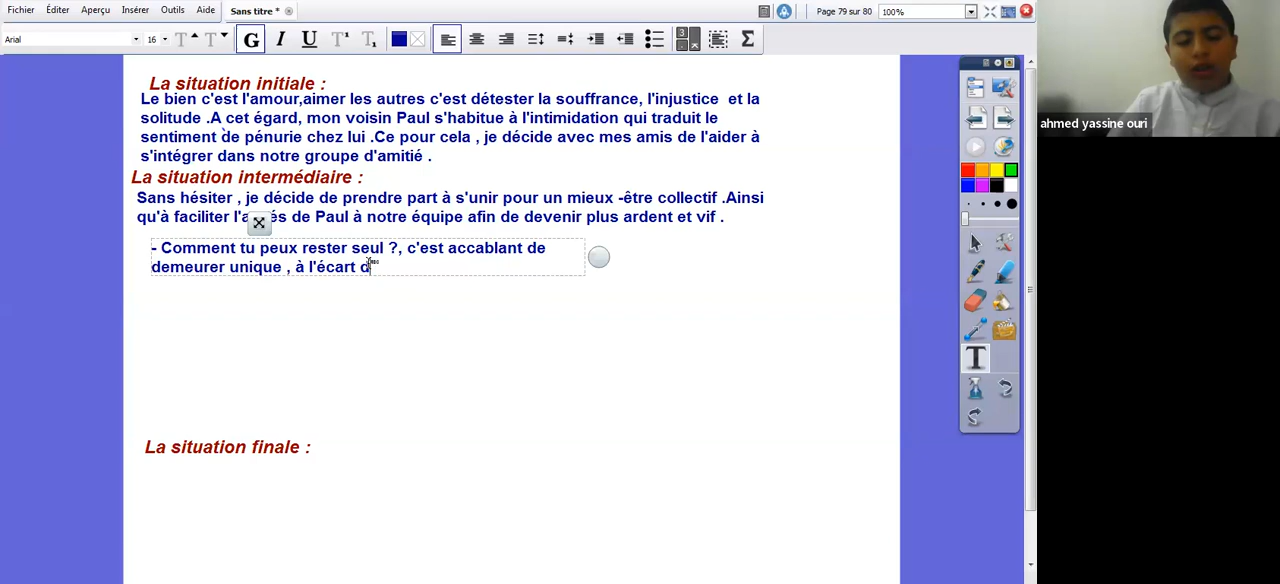 Fichier Éditer Aperçu Insérer Outils Aide Sans titre * Page 79 sur 80 100%
Arial 16 T T G I U T¹ T₁ Σ
La situation initiale :
Le bien c'est l'amour,aimer les autres c'est détester la souffrance, l'injustice et la
solitude .A cet égard, mon voisin Paul s'habitue à l'intimidation qui traduit le
sentiment de pénurie chez lui .Ce pour cela , je décide avec mes amis de l'aider à
s'intégrer dans notre groupe d'amitié .
La situation intermédiaire :
Sans hésiter , je décide de prendre part à s'unir pour un mieux -être collectif .Ainsi
qu'à faciliter de Paul à notre équipe afin de devenir plus ardent et vif .
- Comment tu peux rester seul ?, c'est accablant de
demeurer unique , à l'écart d
La situation finale :
ahmed yassine ouri
T